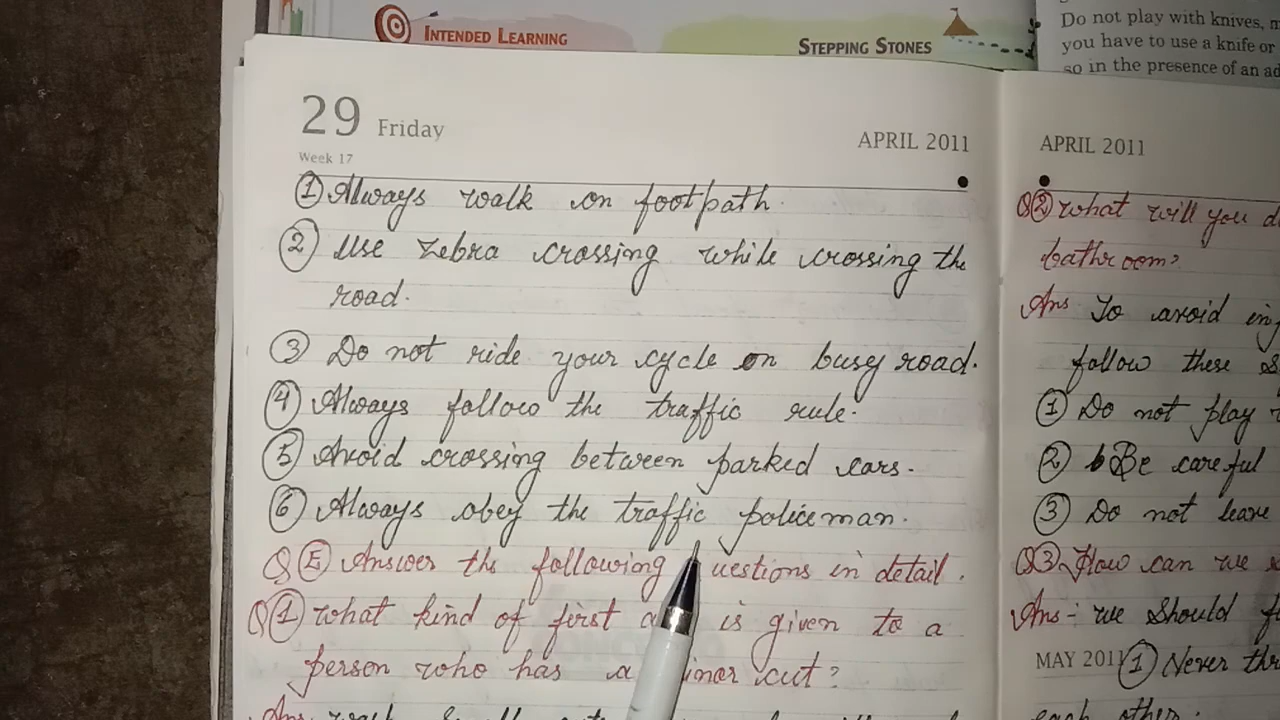 INTENDED LEARNING
STEPPING STONES
Do not play with knives,
you have to use a knife or
so in the presence of an
29 Friday
Week 17
APRIL 2011
① Always walk on footpath.
② Use zebra crossing while crossing the
road.
③ Do not ride your cycle on busy road.
④ Always follow the traffic rule.
⑤ Avoid crossing between parked cars.
⑥ Always obey the traffic policeman.
Q Ⓔ Answer the following uestions in detail.
Q① what kind of first is given to a
person who has a cut?
Ans
APRIL 2011
Q② what will you
bathroom?
Ans To avoid
follow these
① Do not play
② Be careful
③ Do not leave
Q③ How can we
Ans:- we should
MAY 2011
① Never
each other.